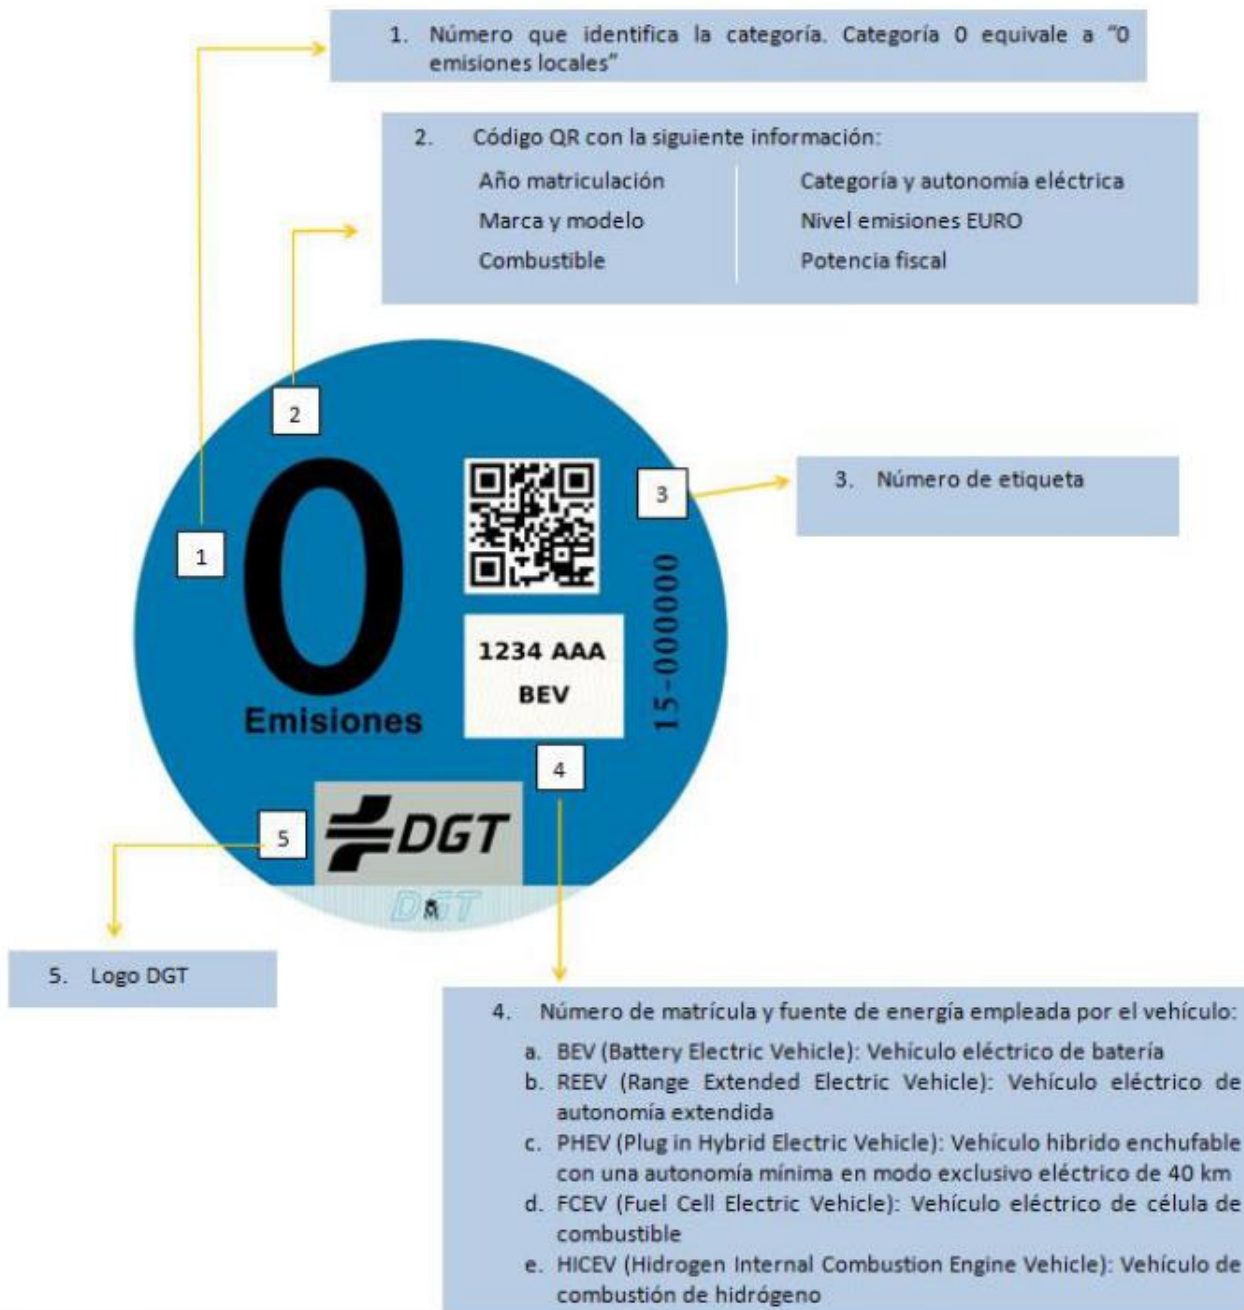 1. Número que identifica la categoría. Categoría 0 equivale a "0
emisiones locales"
2. Código QR con la siguiente información:
Año matriculación
Marca y modelo
Combustible
Categoría y autonomía eléctrica
Nivel emisiones EURO
Potencia fiscal
2
1
0
Emisiones
3
3. Número de etiqueta
1234 AAA
BEV
15-000000
4
5
DGT
DGT
5. Logo DGT
4. Número de matrícula y fuente de energía empleada por el vehículo:
a. BEV (Battery Electric Vehicle): Vehículo eléctrico de batería
b. REEV (Range Extended Electric Vehicle): Vehículo eléctrico de
autonomía extendida
c. PHEV (Plug in Hybrid Electric Vehicle): Vehículo hibrido enchufable
con una autonomía mínima en modo exclusivo eléctrico de 40 km
d. FCEV (Fuel Cell Electric Vehicle): Vehículo eléctrico de célula de
combustible
e. HICEV (Hidrogen Internal Combustion Engine Vehicle): Vehículo de
combustión de hidrógeno